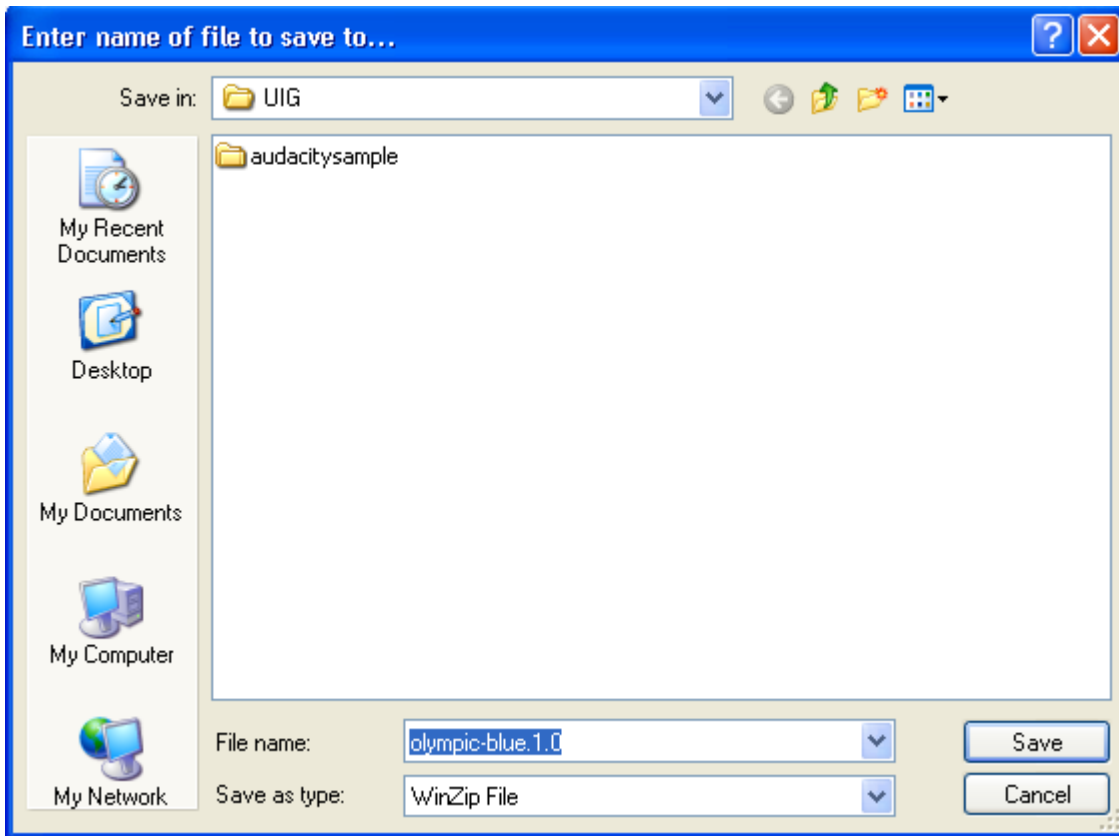 Enter name of file to save to...
Save in: UIG
audacitysample
My Recent
Documents
Desktop
My Documents
My Computer
My Network
File name: olympic-blue.1.0 Save
Save as type: WinZip File Cancel